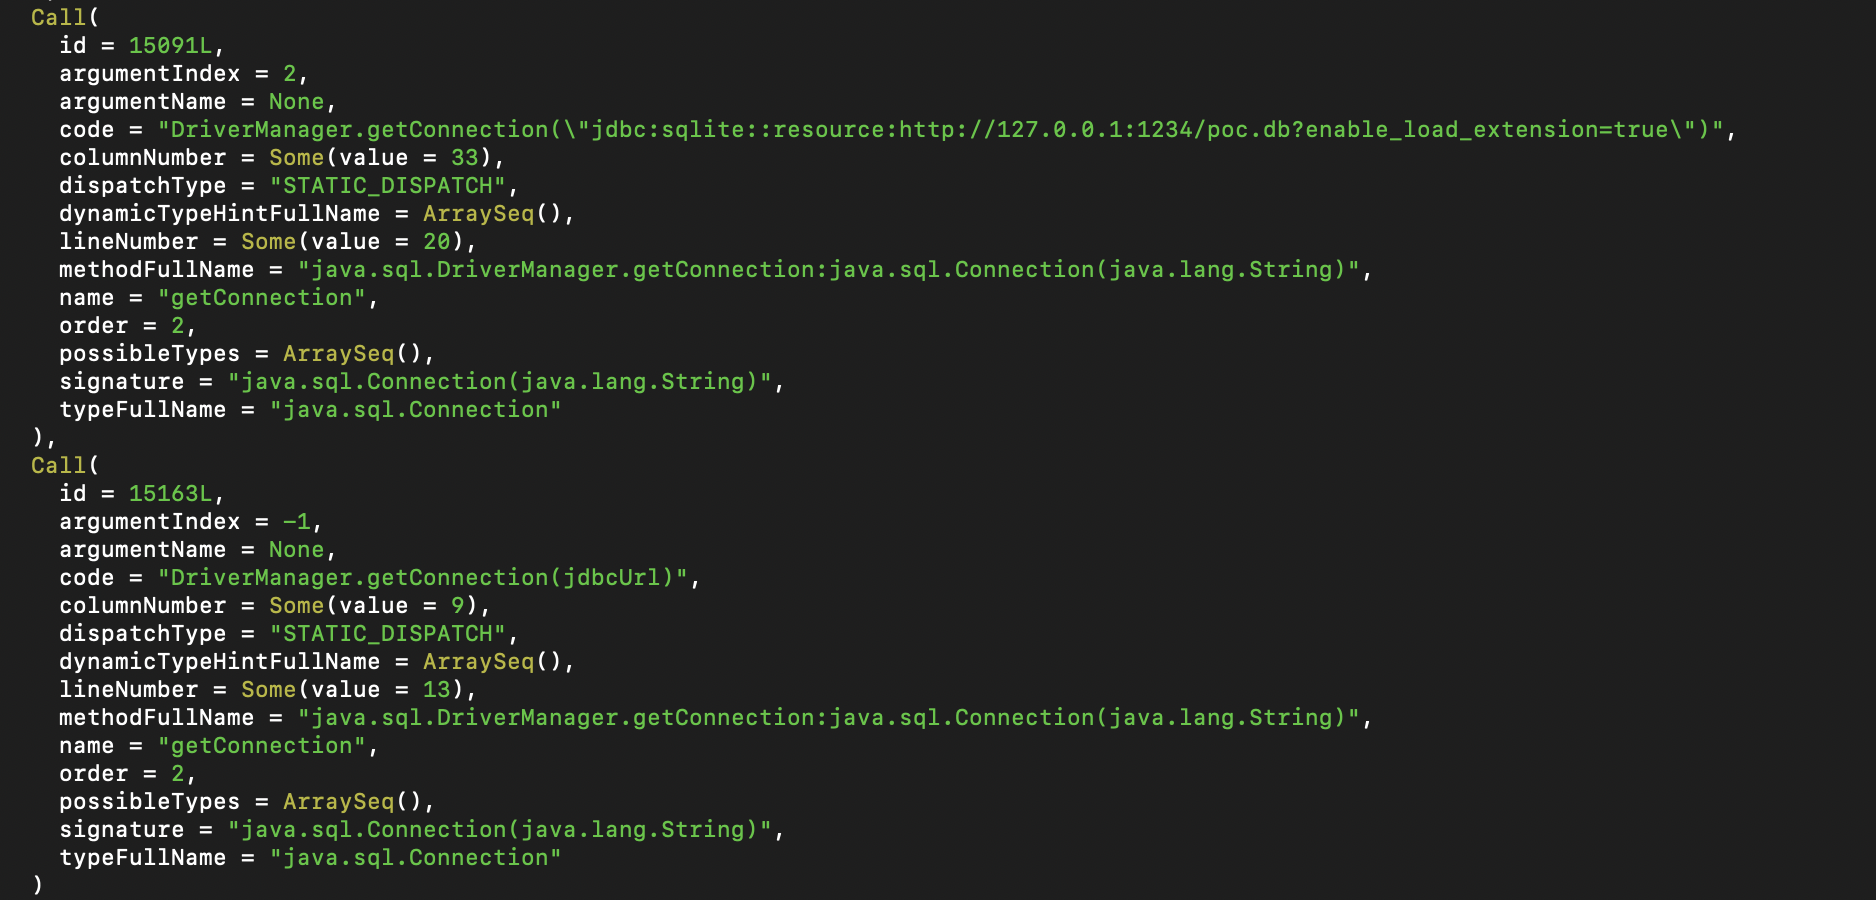 Call(
  id = 15091L,
  argumentIndex = 2,
  argumentName = None,
  code = "DriverManager.getConnection(\"jdbc:sqlite::resource:http://127.0.0.1:1234/poc.db?enable_load_extension=true\")",
  columnNumber = Some(value = 33),
  dispatchType = "STATIC_DISPATCH",
  dynamicTypeHintFullName = ArraySeq(),
  lineNumber = Some(value = 20),
  methodFullName = "java.sql.DriverManager.getConnection:java.sql.Connection(java.lang.String)",
  name = "getConnection",
  order = 2,
  possibleTypes = ArraySeq(),
  signature = "java.sql.Connection(java.lang.String)",
  typeFullName = "java.sql.Connection"
),
Call(
  id = 15163L,
  argumentIndex = -1,
  argumentName = None,
  code = "DriverManager.getConnection(jdbcUrl)",
  columnNumber = Some(value = 9),
  dispatchType = "STATIC_DISPATCH",
  dynamicTypeHintFullName = ArraySeq(),
  lineNumber = Some(value = 13),
  methodFullName = "java.sql.DriverManager.getConnection:java.sql.Connection(java.lang.String)",
  name = "getConnection",
  order = 2,
  possibleTypes = ArraySeq(),
  signature = "java.sql.Connection(java.lang.String)",
  typeFullName = "java.sql.Connection"
)